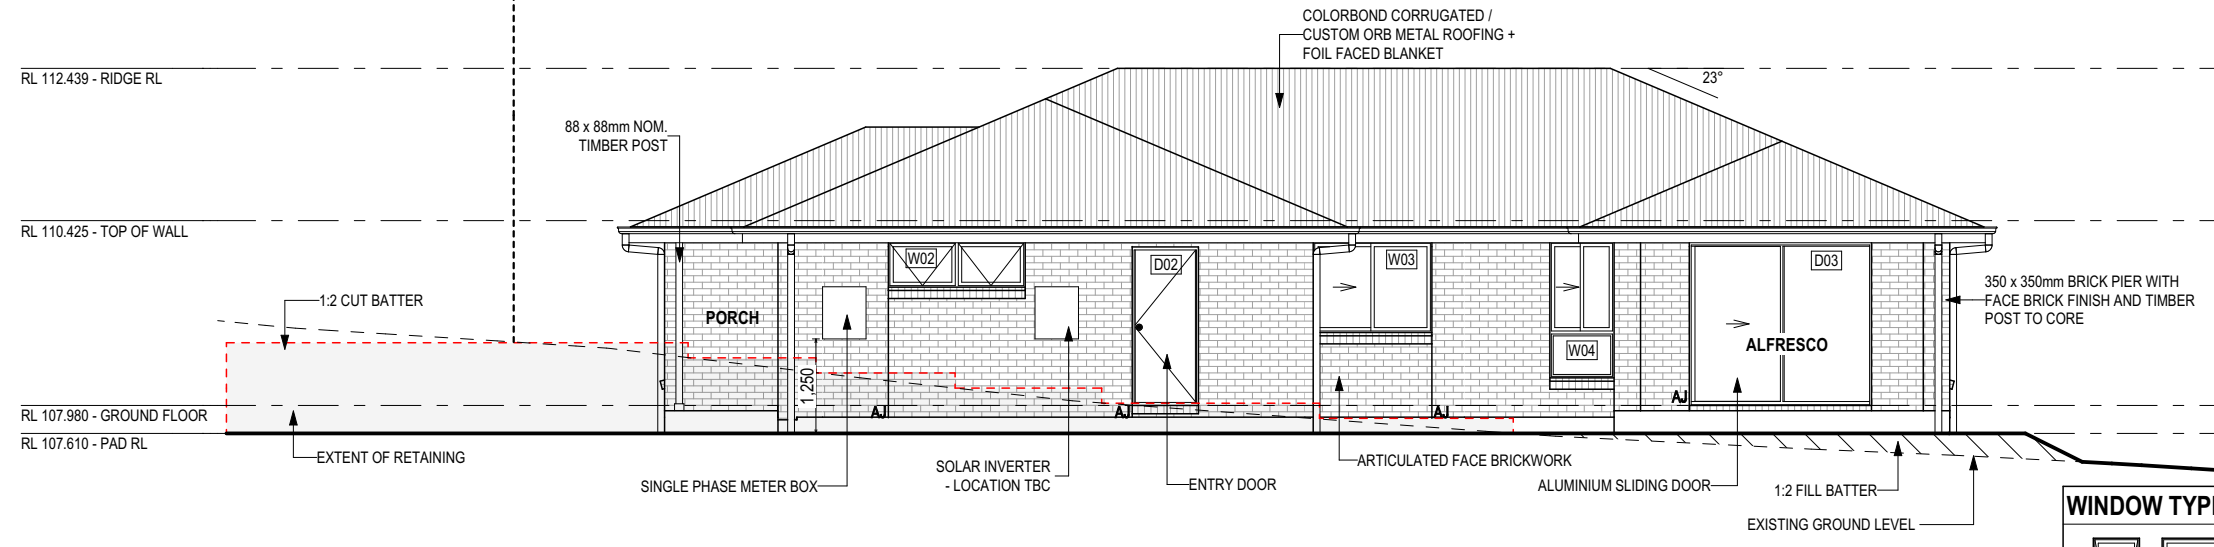 COLORBOND CORRUGATED /
CUSTOM ORB METAL ROOFING +
FOIL FACED BLANKET
RL 112.439 - RIDGE RL
23°
88 x 88mm NOM.
TIMBER POST
RL 110.425 - TOP OF WALL
W02
D02
W03
D03
350 x 350mm BRICK PIER WITH
FACE BRICK FINISH AND TIMBER
POST TO CORE
1:2 CUT BATTER
PORCH
W04
ALFRESCO
1,250
AJ
AJ
AJ
AJ
RL 107.980 - GROUND FLOOR
RL 107.610 - PAD RL
EXTENT OF RETAINING
SINGLE PHASE METER BOX
SOLAR INVERTER
- LOCATION TBC
ENTRY DOOR
ARTICULATED FACE BRICKWORK
ALUMINIUM SLIDING DOOR
1:2 FILL BATTER
EXISTING GROUND LEVEL
WINDOW TYP